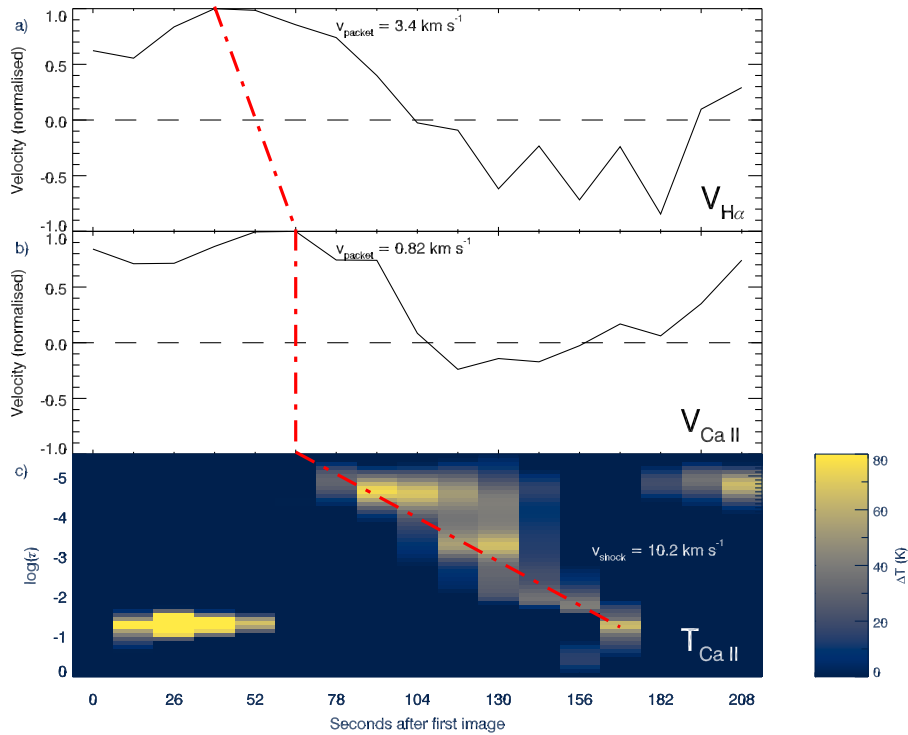 a)
v_packet = 3.4 km s⁻¹
1.0
0.5
0.0
-0.5
-1.0
Velocity (normalised)
V_Hα
b)
v_packet = 0.82 km s⁻¹
1.0
0.5
0.0
-0.5
-1.0
Velocity (normalised)
V_Ca II
c)
-5
-4
-3
-2
-1
0
log(τ)
v_shock = 10.2 km s⁻¹
T_Ca II
0 26 52 78 104 130 156 182 208
Seconds after first image
80
60
40
20
0
ΔT (K)